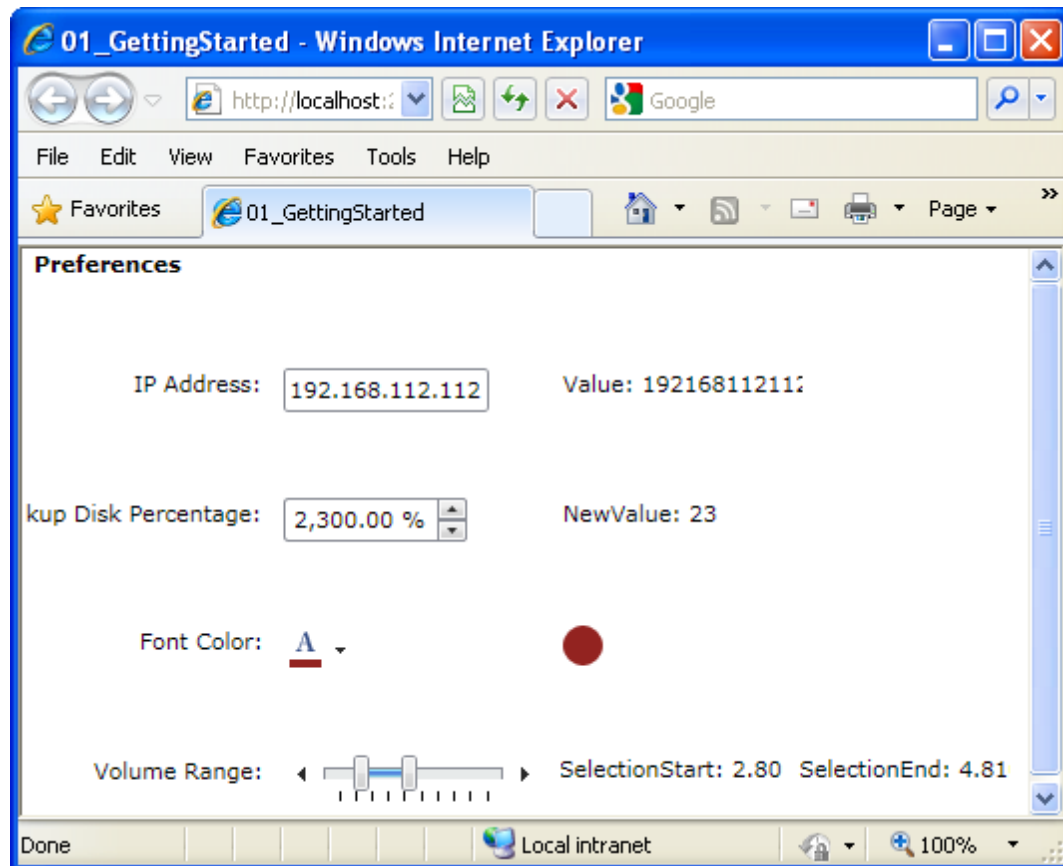 01_GettingStarted - Windows Internet Explorer
http://localhost:2 Google
File Edit View Favorites Tools Help
Favorites 01_GettingStarted Page »
Preferences
IP Address: 192.168.112.112 Value: 192168112112
kup Disk Percentage: 2,300.00 % NewValue: 23
Font Color: A
Volume Range: SelectionStart: 2.80 SelectionEnd: 4.81
Done Local intranet 100%